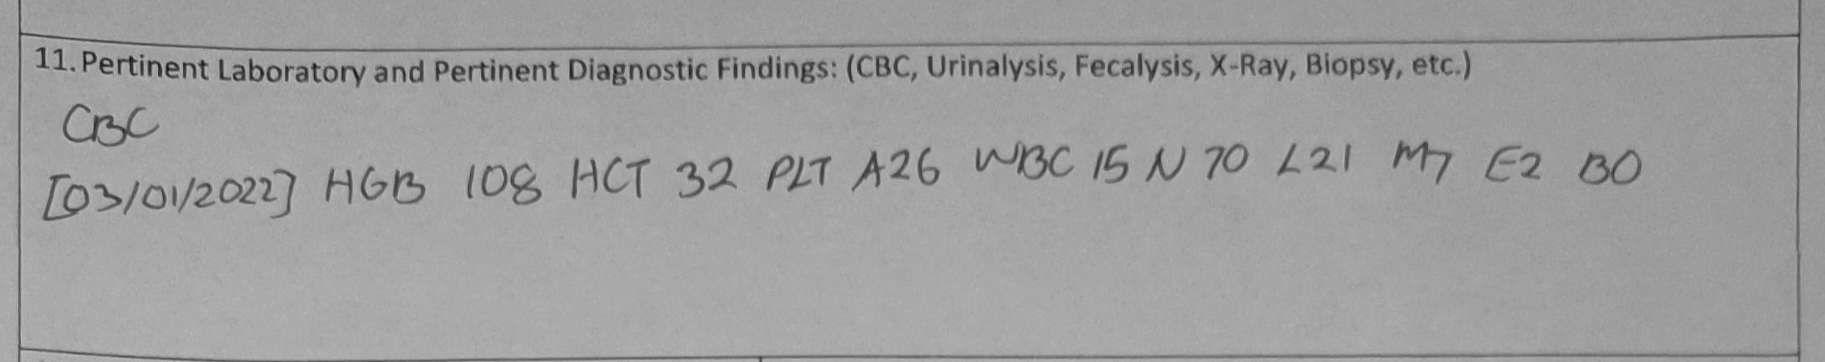 11. Pertinent Laboratory and Pertinent Diagnostic Findings: (CBC, Urinalysis, Fecalysis, X-Ray, Biopsy, etc.)
CBC
[03/01/2022] HGB 108 HCT 32 PLT A26 WBC 15 N 70 L21 M7 E2 B0